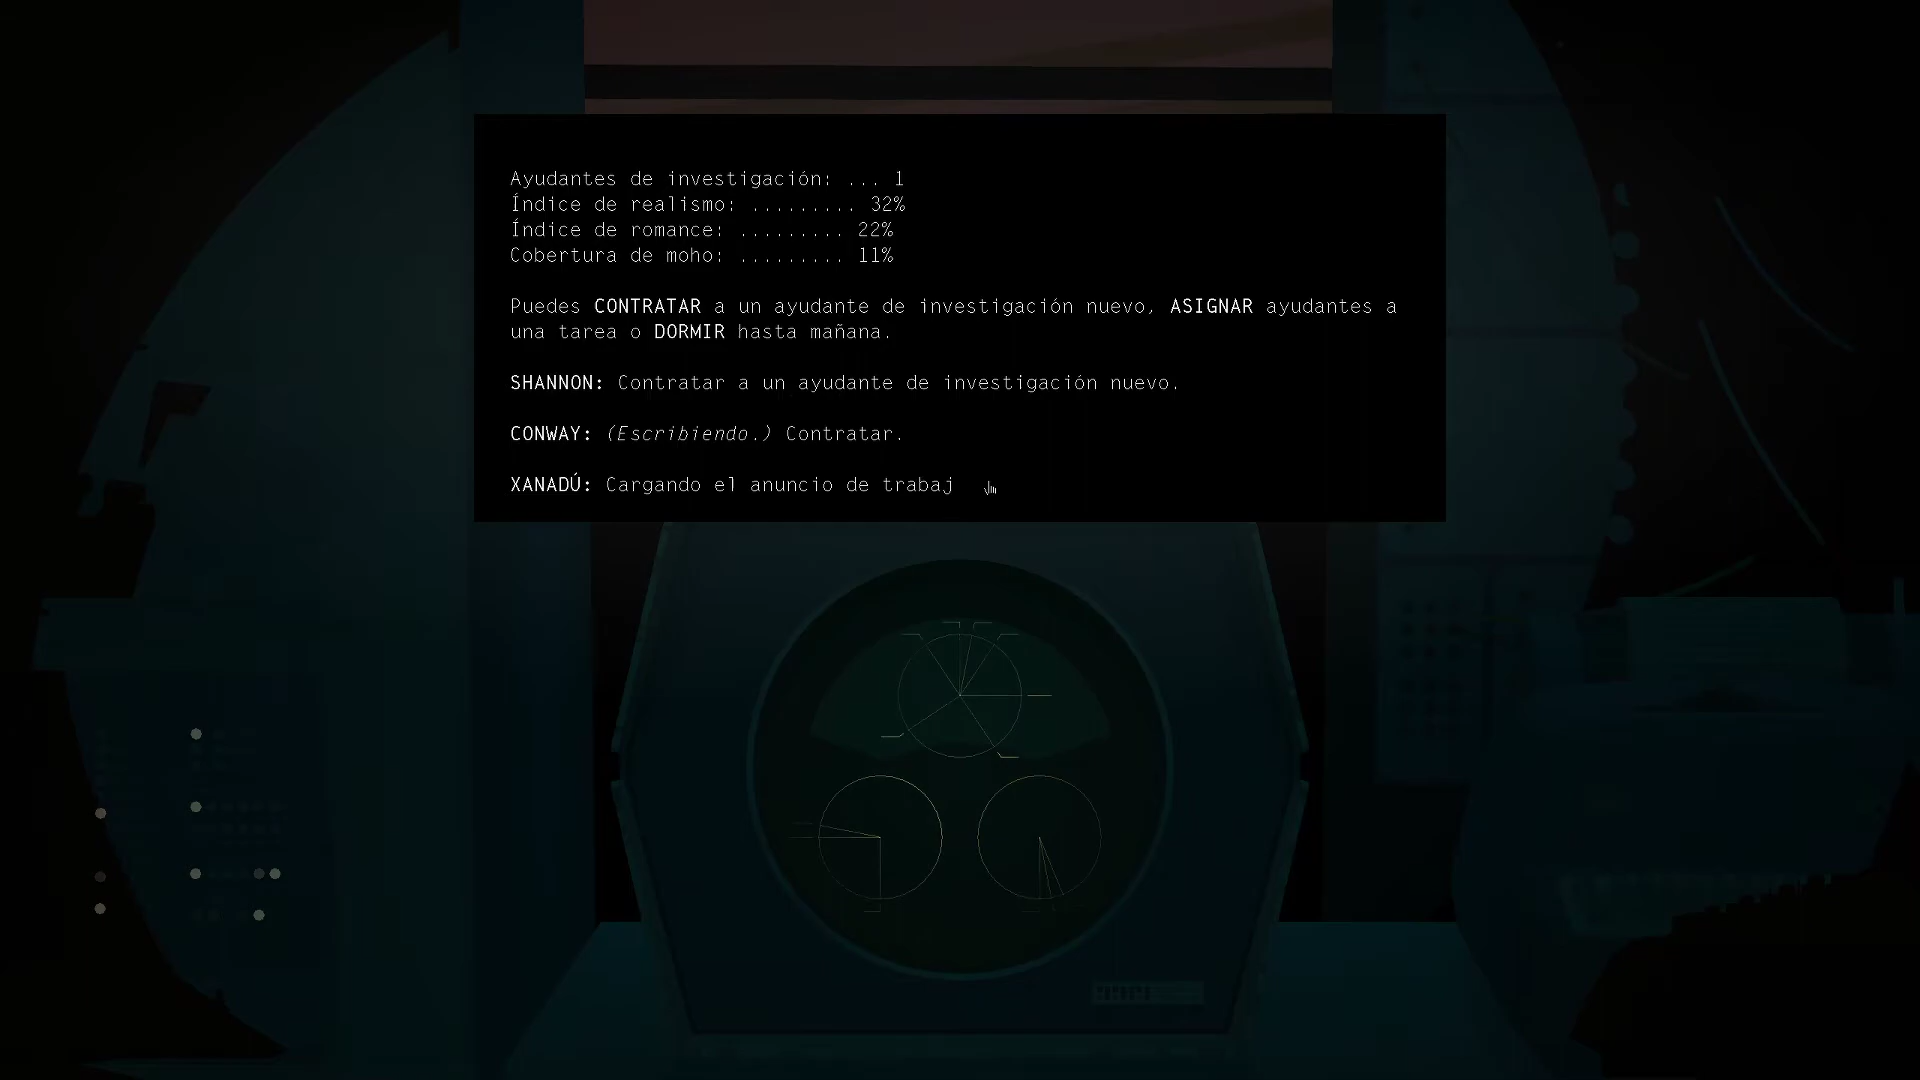 Ayudantes de investigación: ... 1
Índice de realismo: ......... 32%
Índice de romance: ......... 22%
Cobertura de moho: ......... 11%
Puedes CONTRATAR a un ayudante de investigación nuevo, ASIGNAR ayudantes a
una tarea o DORMIR hasta mañana.
SHANNON: Contratar a un ayudante de investigación nuevo.
CONWAY: (Escribiendo.) Contratar.
XANADÚ: Cargando el anuncio de trabaj